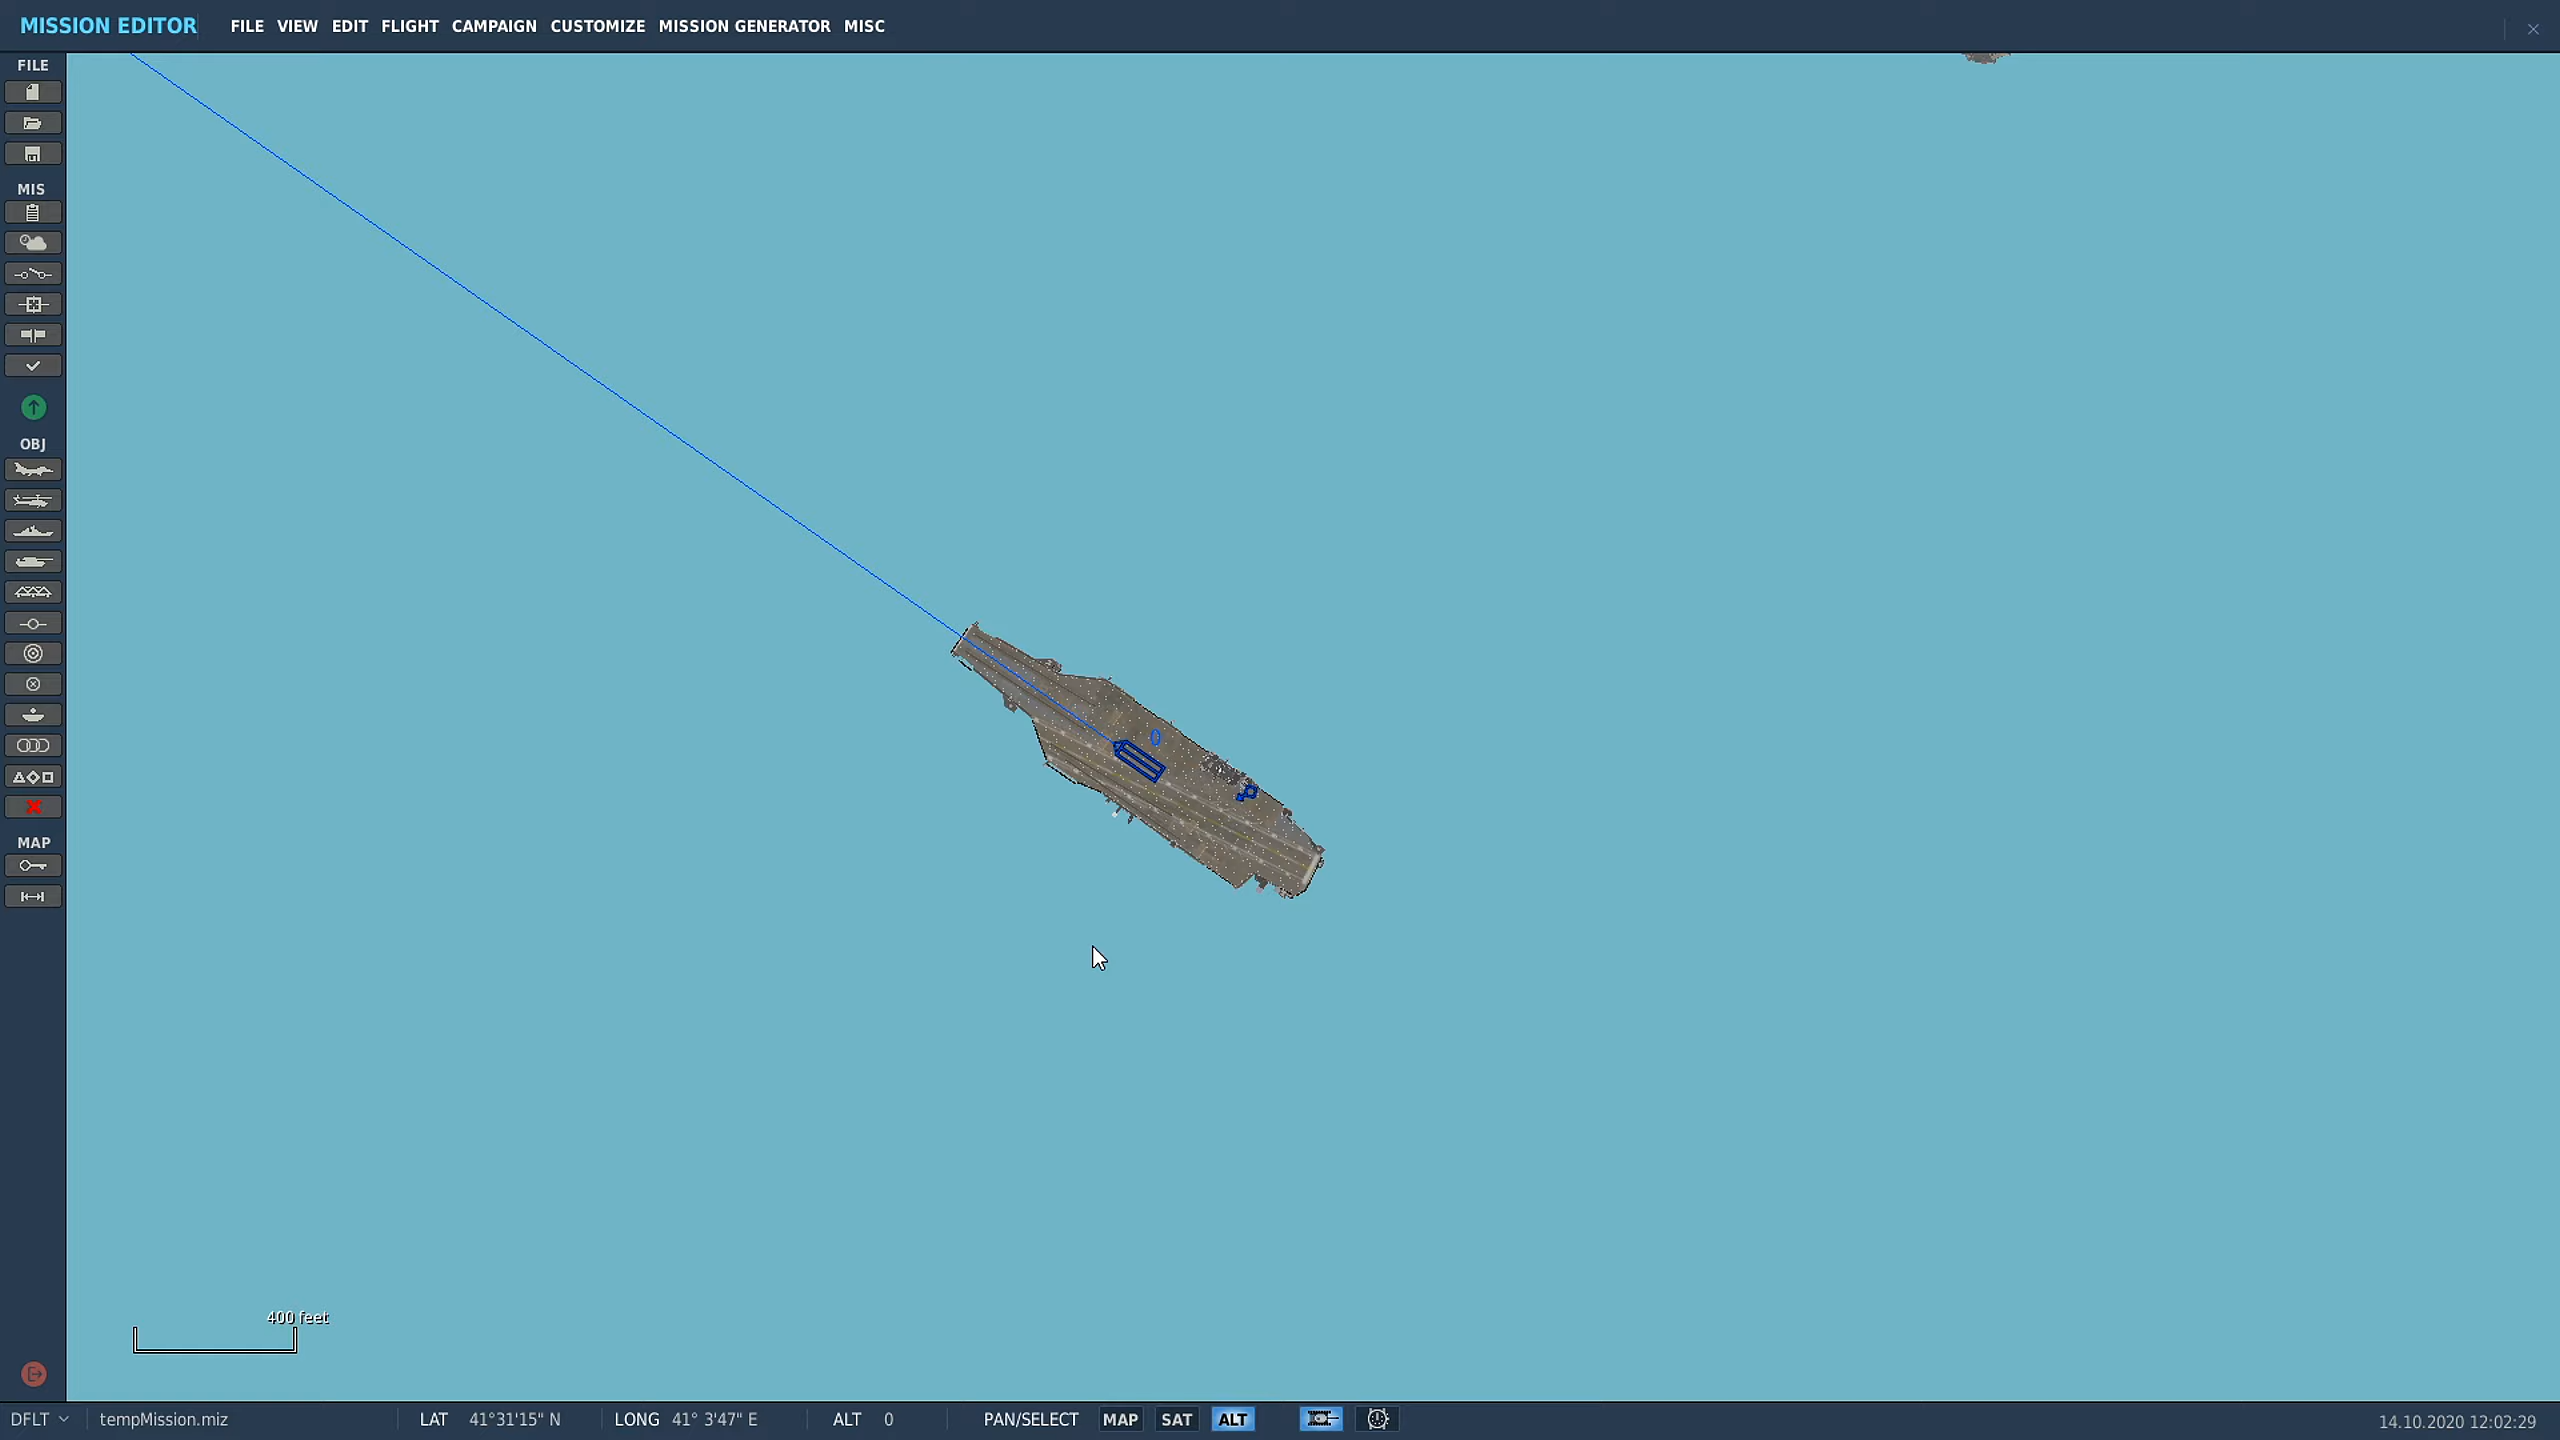 MISSION EDITOR FILE VIEW EDIT FLIGHT CAMPAIGN CUSTOMIZE MISSION GENERATOR MISC
FILE
MIS
OBJ
MAP
0
400 feet
DFLT tempMission.miz LAT 41°31'15" N LONG 41° 3'47" E ALT 0 PAN/SELECT MAP SAT ALT 14.10.2020 12:02:29